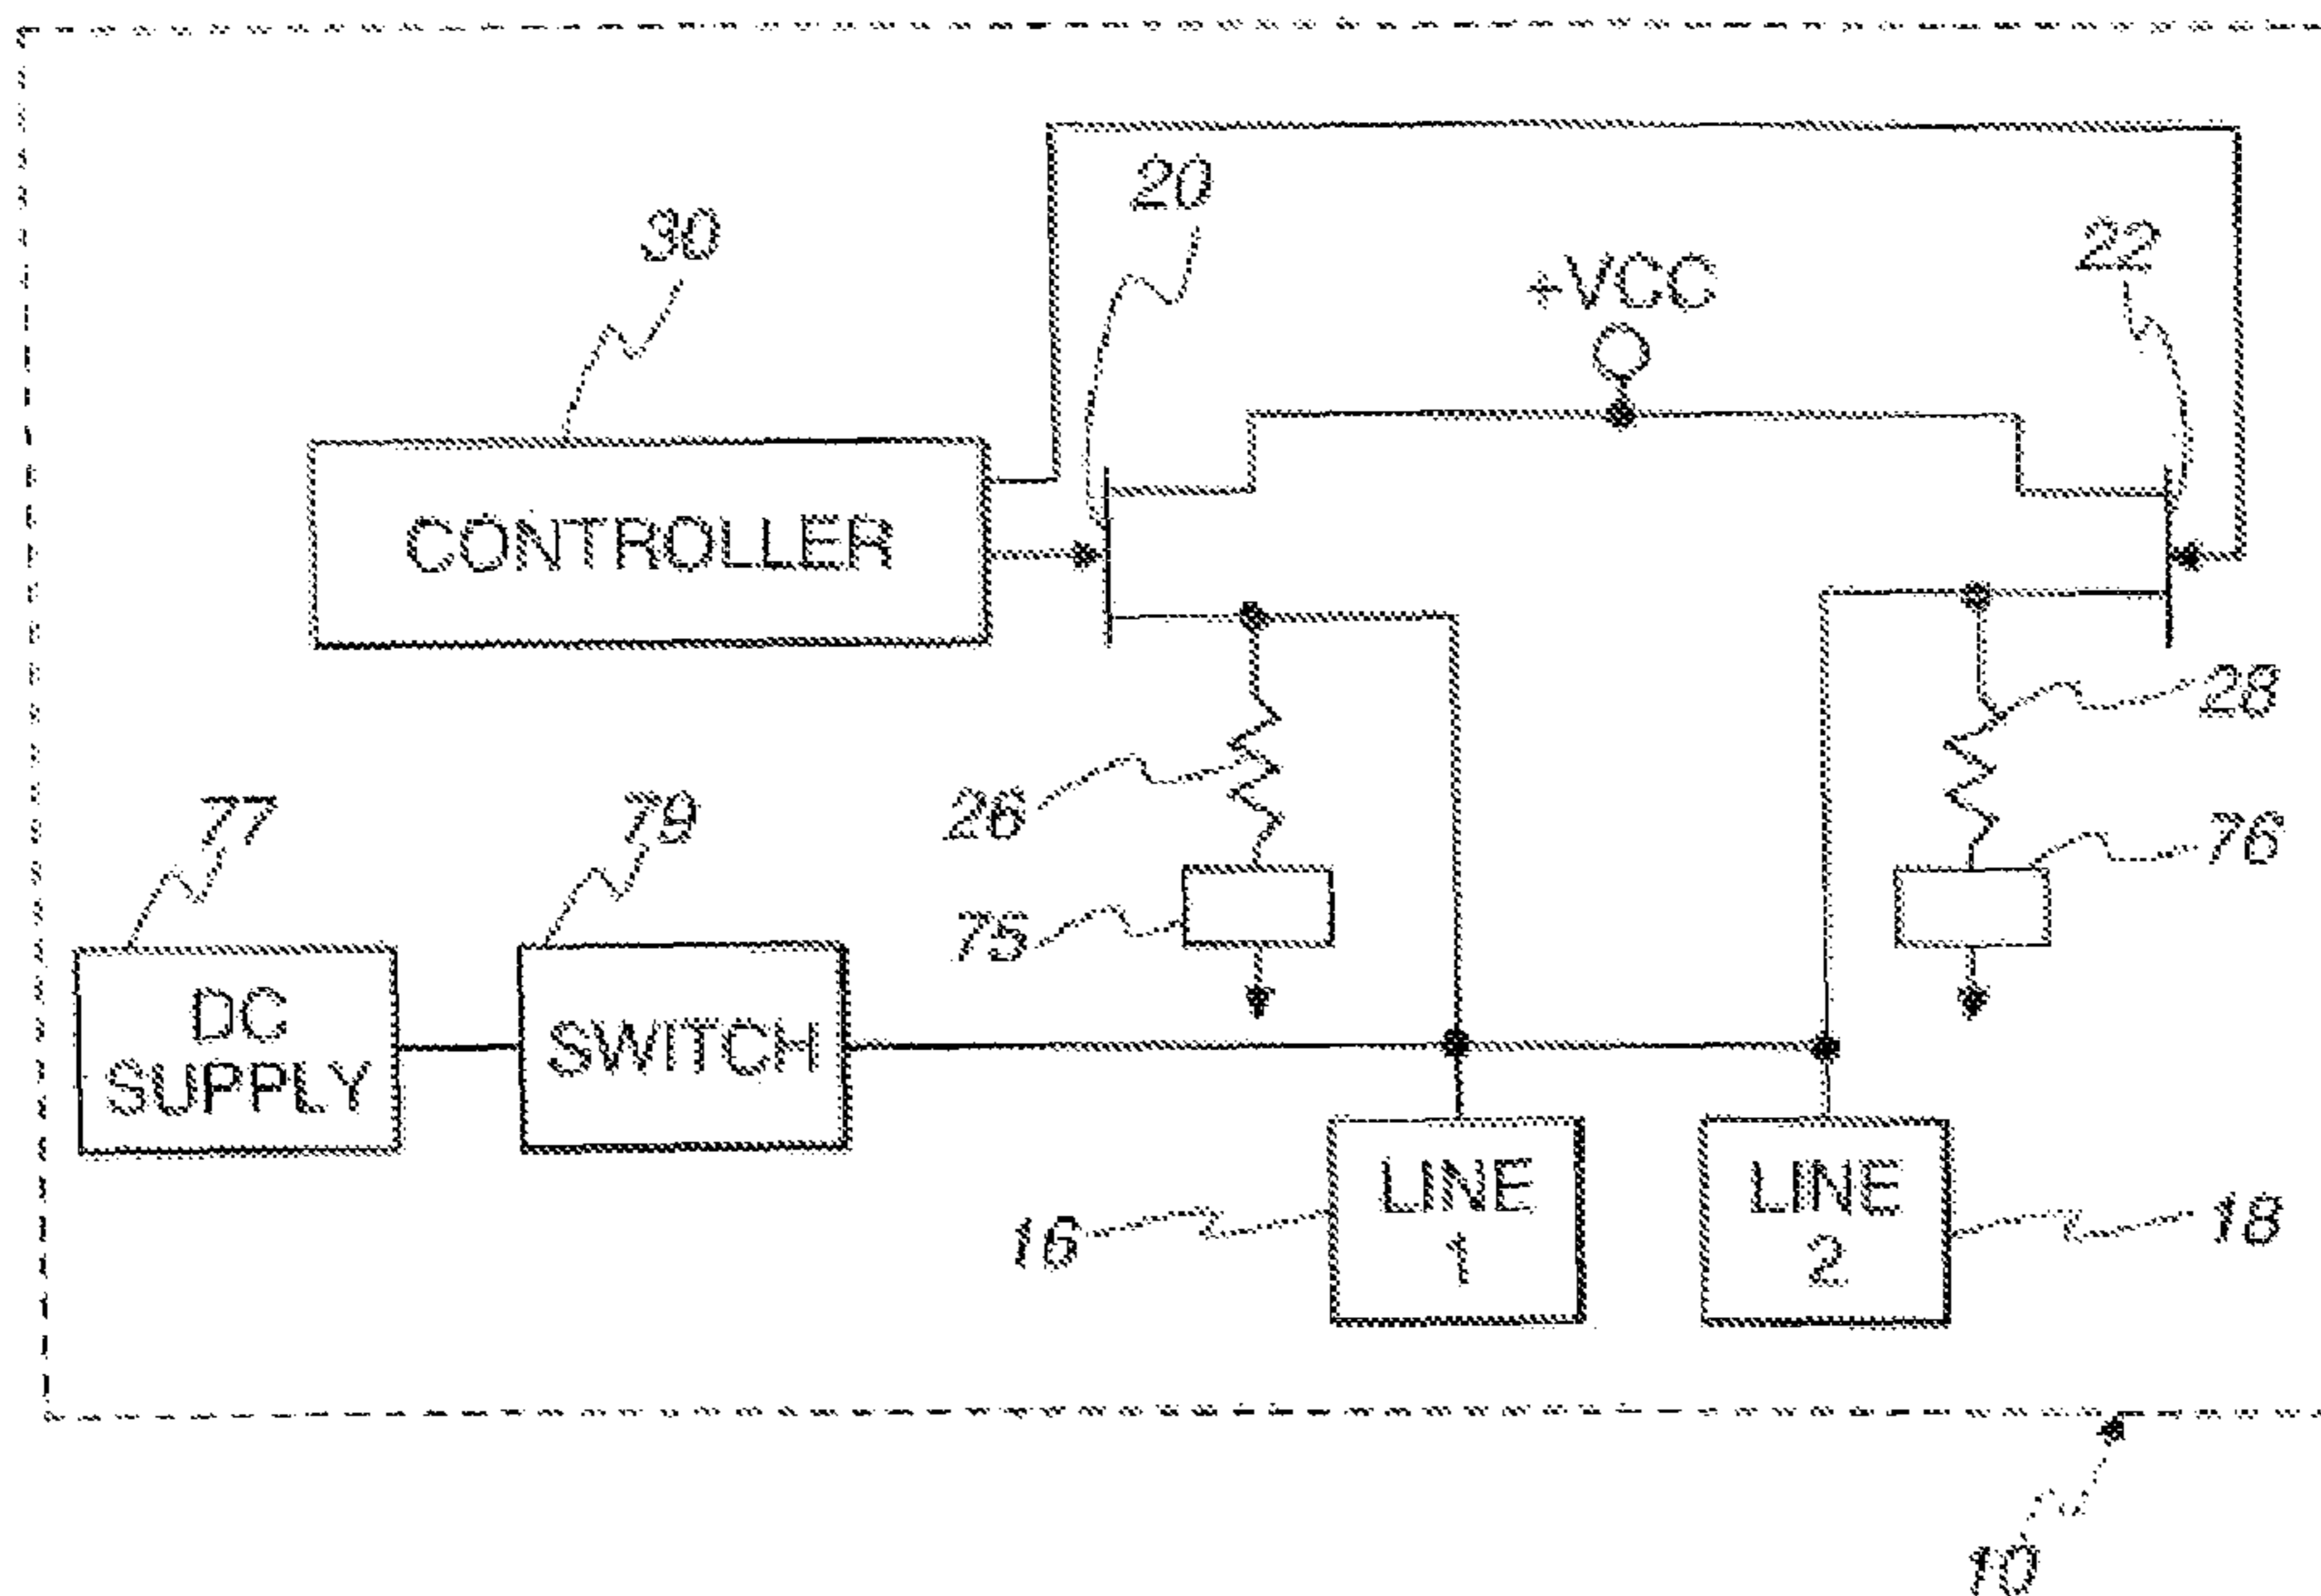 20
30
22
+VCC
CONTROLLER
28
26
77
79
76
75
DC
SUPPLY
SWITCH
LINE
1
LINE
2
16
18
10